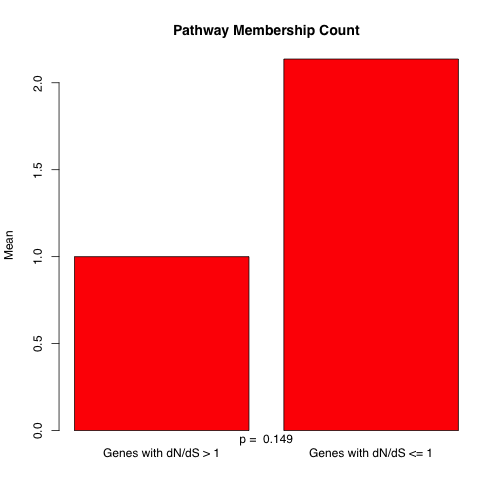 Pathway Membership Count
Mean
2.0
1.5
1.0
0.5
0.0
p = 0.149
Genes with dN/dS > 1
Genes with dN/dS <= 1